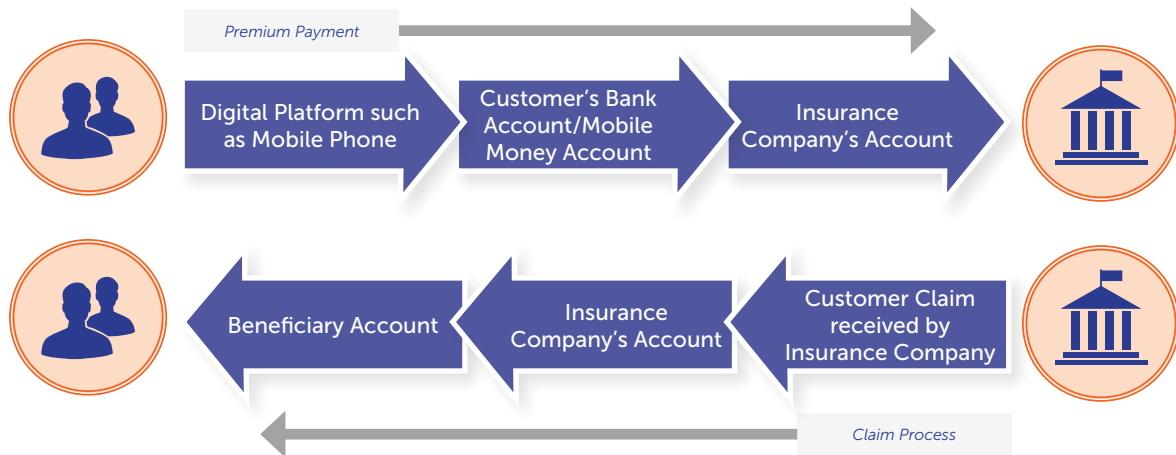 Premium Payment
Digital Platform such
as Mobile Phone
Customer’s Bank
Account/Mobile
Money Account
Insurance
Company’s Account
Beneficiary Account
Insurance
Company’s Account
Customer Claim
received by
Insurance Company
Claim Process